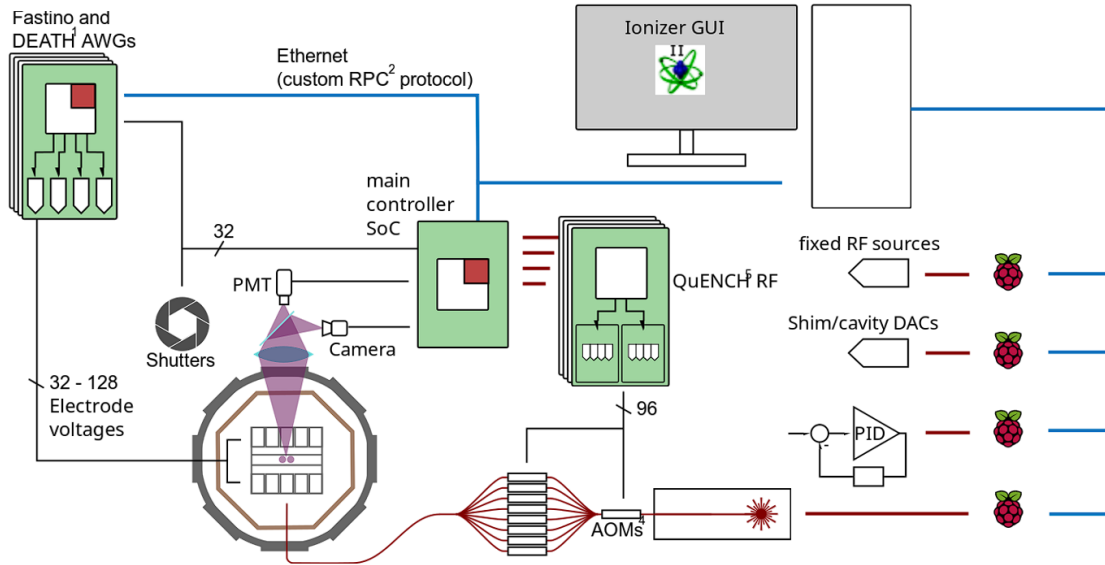 Fastino and
DEATH1 AWGs
Ethernet
(custom RPC2 protocol)
Ionizer GUI
II
main
controller
SoC
32
PMT
Camera
Shutters
QuENCH5 RF
fixed RF sources
Shim/cavity DACs
32 - 128
Electrode
voltages
96
PID
-
AOMs4